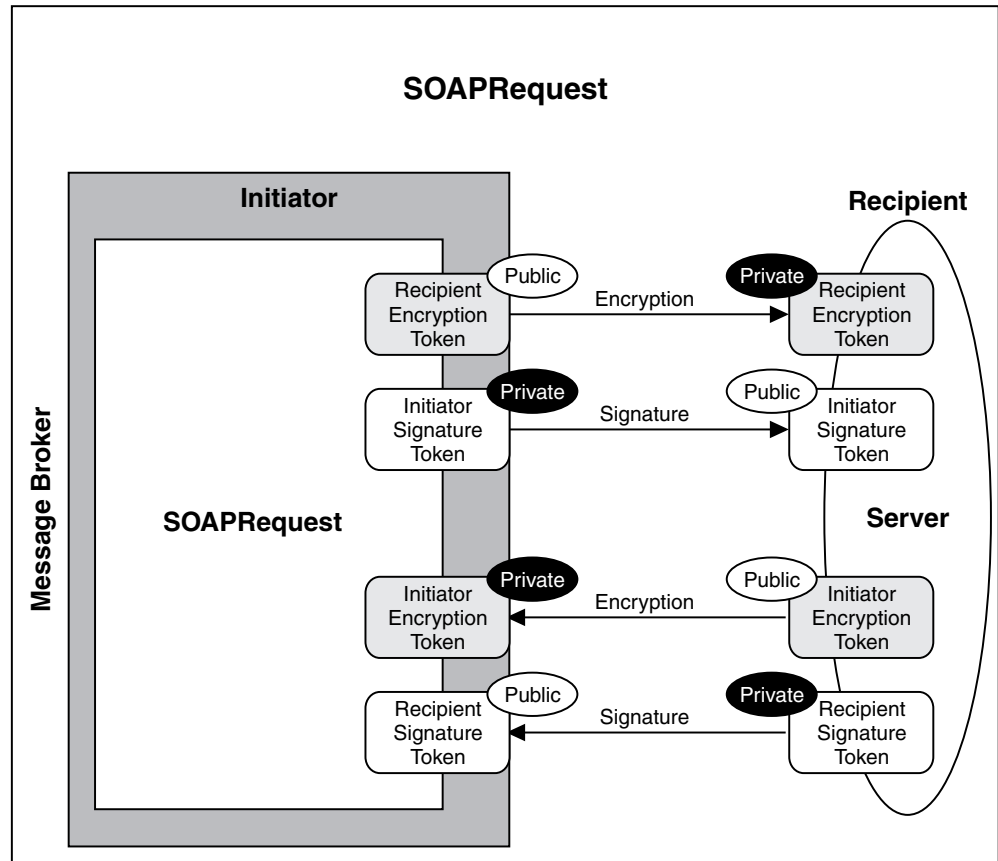 SOAPRequest
Initiator
Recipient
Message Broker
SOAPRequest
Server
Public
Recipient
Encryption
Token
Encryption
Private
Recipient
Encryption
Token
Private
Initiator
Signature
Token
Signature
Public
Initiator
Signature
Token
Private
Initiator
Encryption
Token
Encryption
Public
Initiator
Encryption
Token
Public
Recipient
Signature
Token
Signature
Private
Recipient
Signature
Token